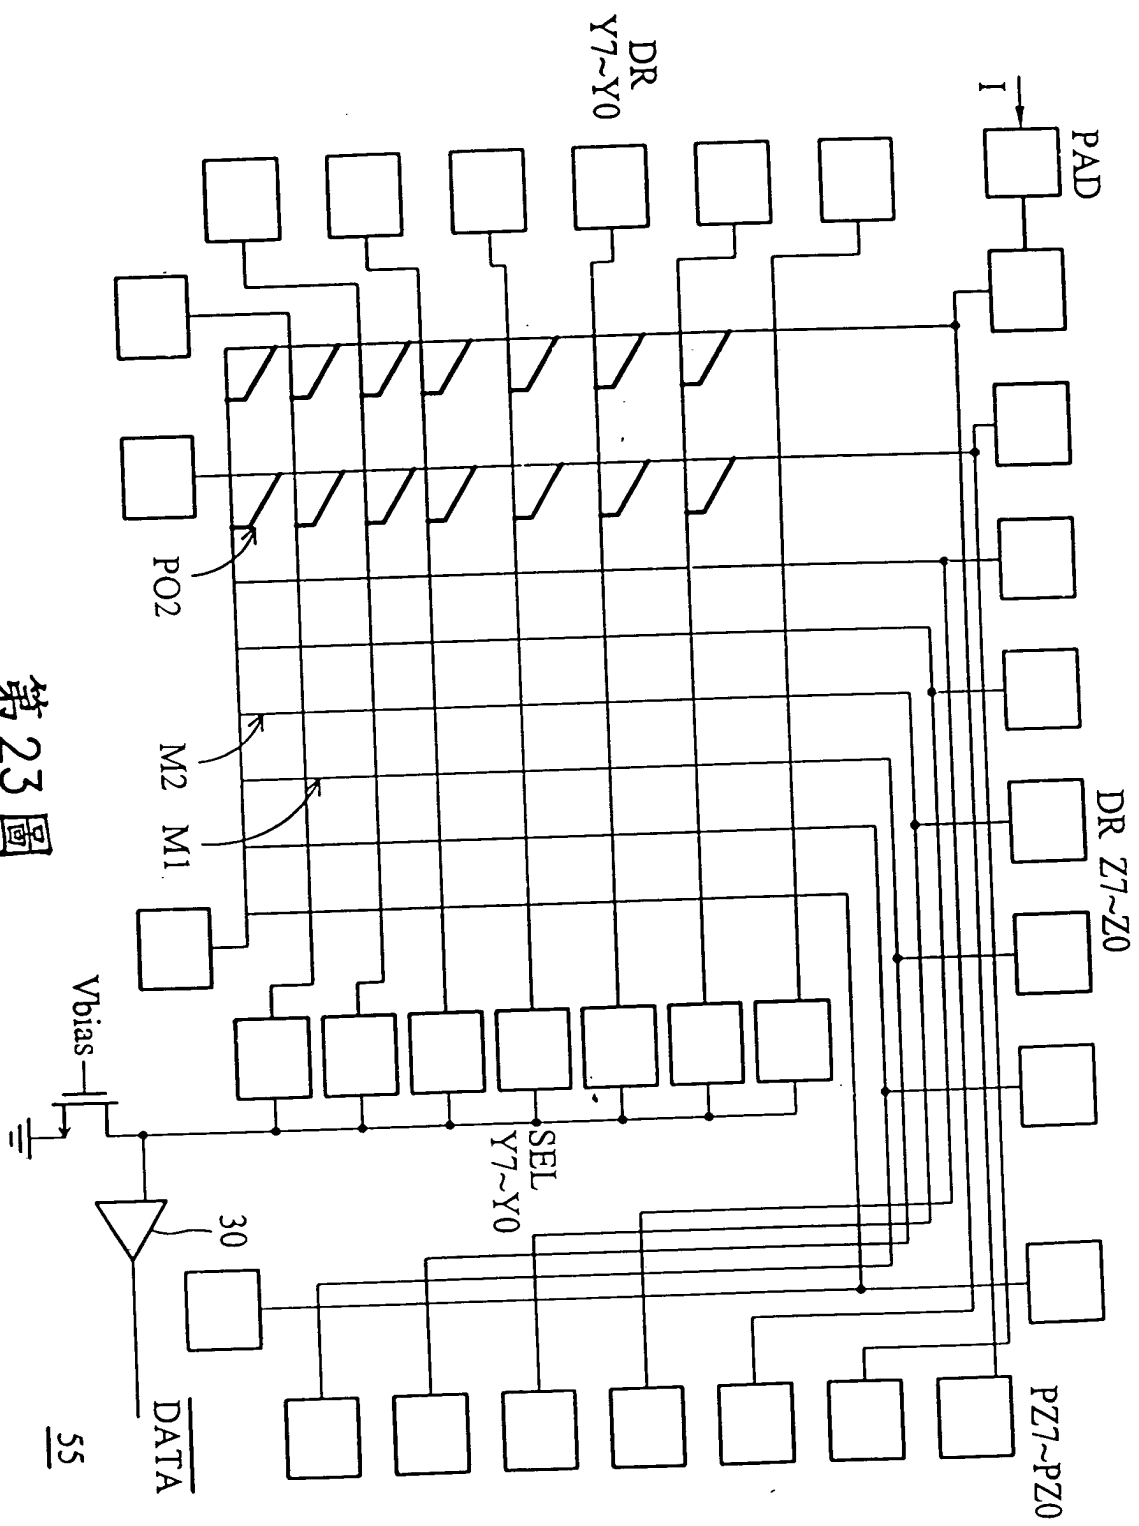 PAD
I
DR Z7~Z0
PZ7~PZ0
DR
Y7~Y0
SEL
Y7~Y0
PO2
M2
M1
Vbias
30
DATA
55
第23圖